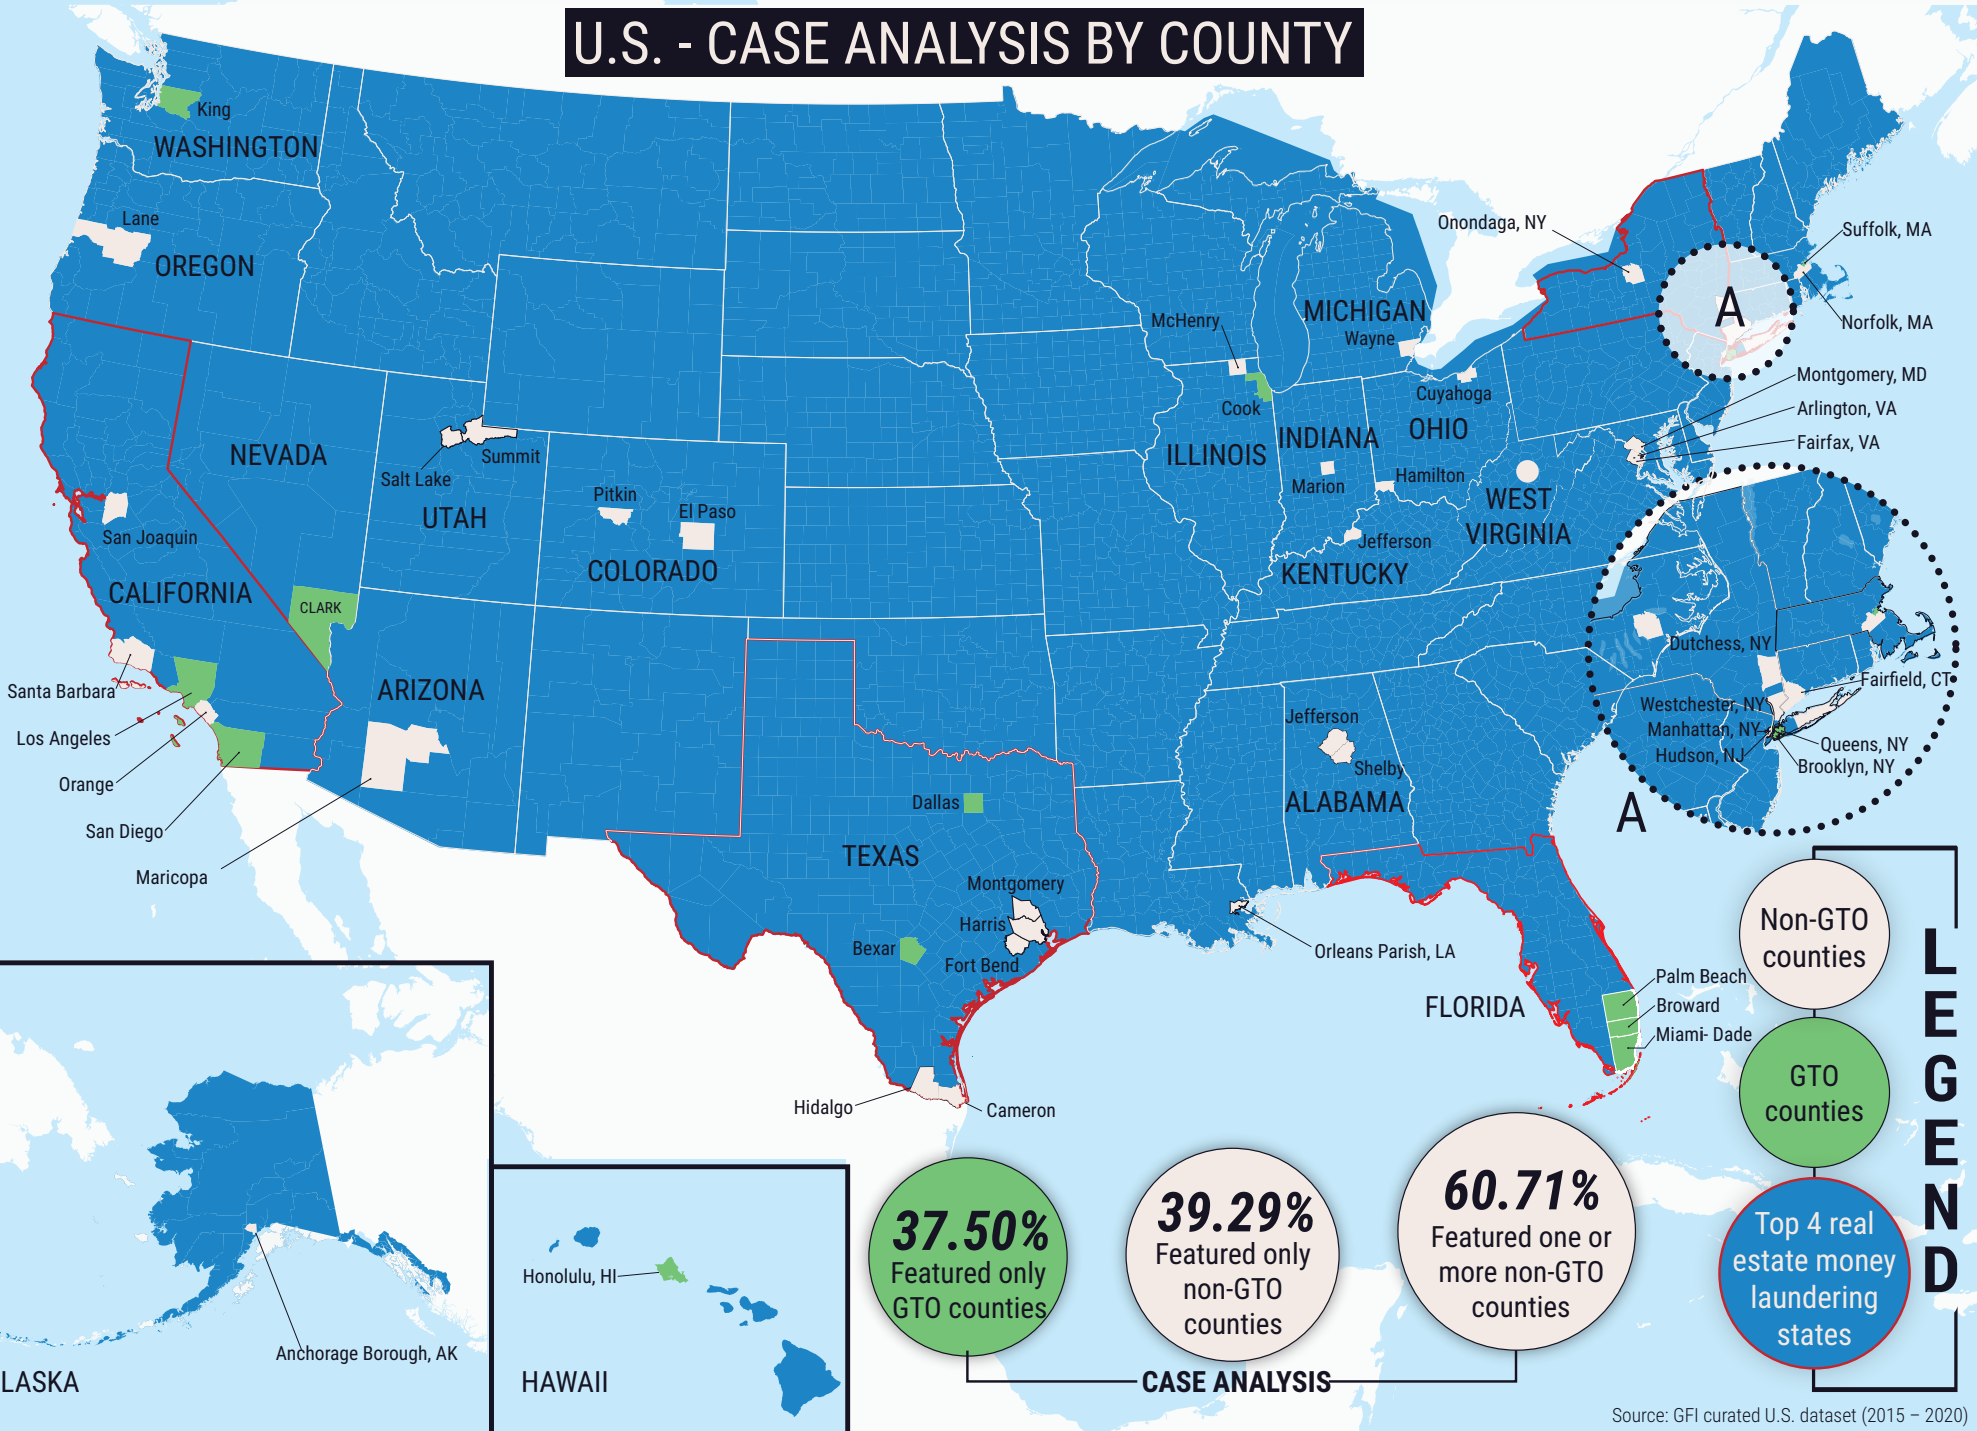 U.S. - CASE ANALYSIS BY COUNTY
King
WASHINGTON
Lane
OREGON
Onondaga, NY
Suffolk, MA
A
Norfolk, MA
MICHIGAN
McHenry
Wayne
Montgomery, MD
Cuyahoga
Arlington, VA
Cook
OHIO
Fairfax, VA
INDIANA
ILLINOIS
NEVADA
Summit
Salt Lake
Hamilton
Marion
UTAH
Pitkin
El Paso
COLORADO
WEST
VIRGINIA
San Joaquin
Jefferson
KENTUCKY
CALIFORNIA
CLARK
Dutchess, NY
Fairfield, CT
Westchester, NY
Manhattan, NY
Hudson, NJ
Queens, NY
Brooklyn, NY
A
Santa Barbara
ARIZONA
Los Angeles
Orange
San Diego
Maricopa
Jefferson
Shelby
ALABAMA
Dallas
TEXAS
Montgomery
Harris
Bexar
Fort Bend
Orleans Parish, LA
FLORIDA
Palm Beach
Broward
Miami- Dade
Hidalgo
Cameron
LEGEND
Non-GTO
counties
GTO
counties
Top 4 real
estate money
laundering
states
37.50%
Featured only
GTO counties
39.29%
Featured only
non-GTO
counties
60.71%
Featured one or
more non-GTO
counties
CASE ANALYSIS
Honolulu, HI
HAWAII
Anchorage Borough, AK
LASKA
Source: GFI curated U.S. dataset (2015 – 2020)